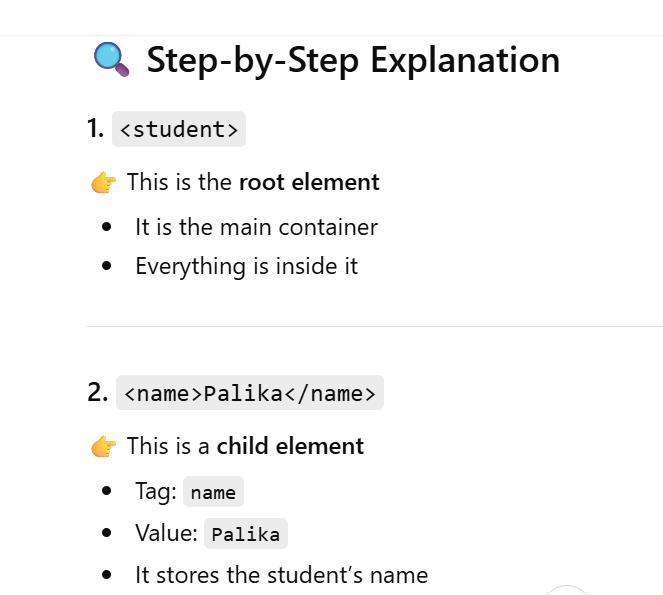 🔍 Step-by-Step Explanation
1. <student>
👉 This is the root element
• It is the main container
• Everything is inside it
2. <name>Palika</name>
👉 This is a child element
• Tag: name
• Value: Palika
• It stores the student’s name